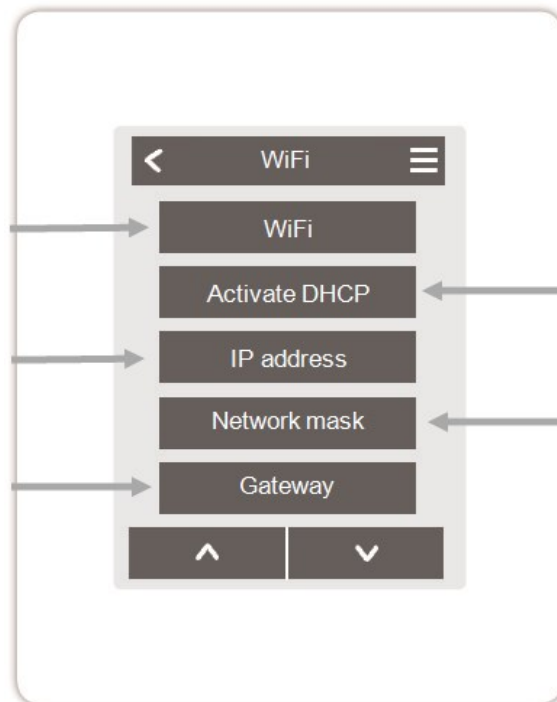 WiFi
WiFi
Activate DHCP
IP address
Network mask
Gateway